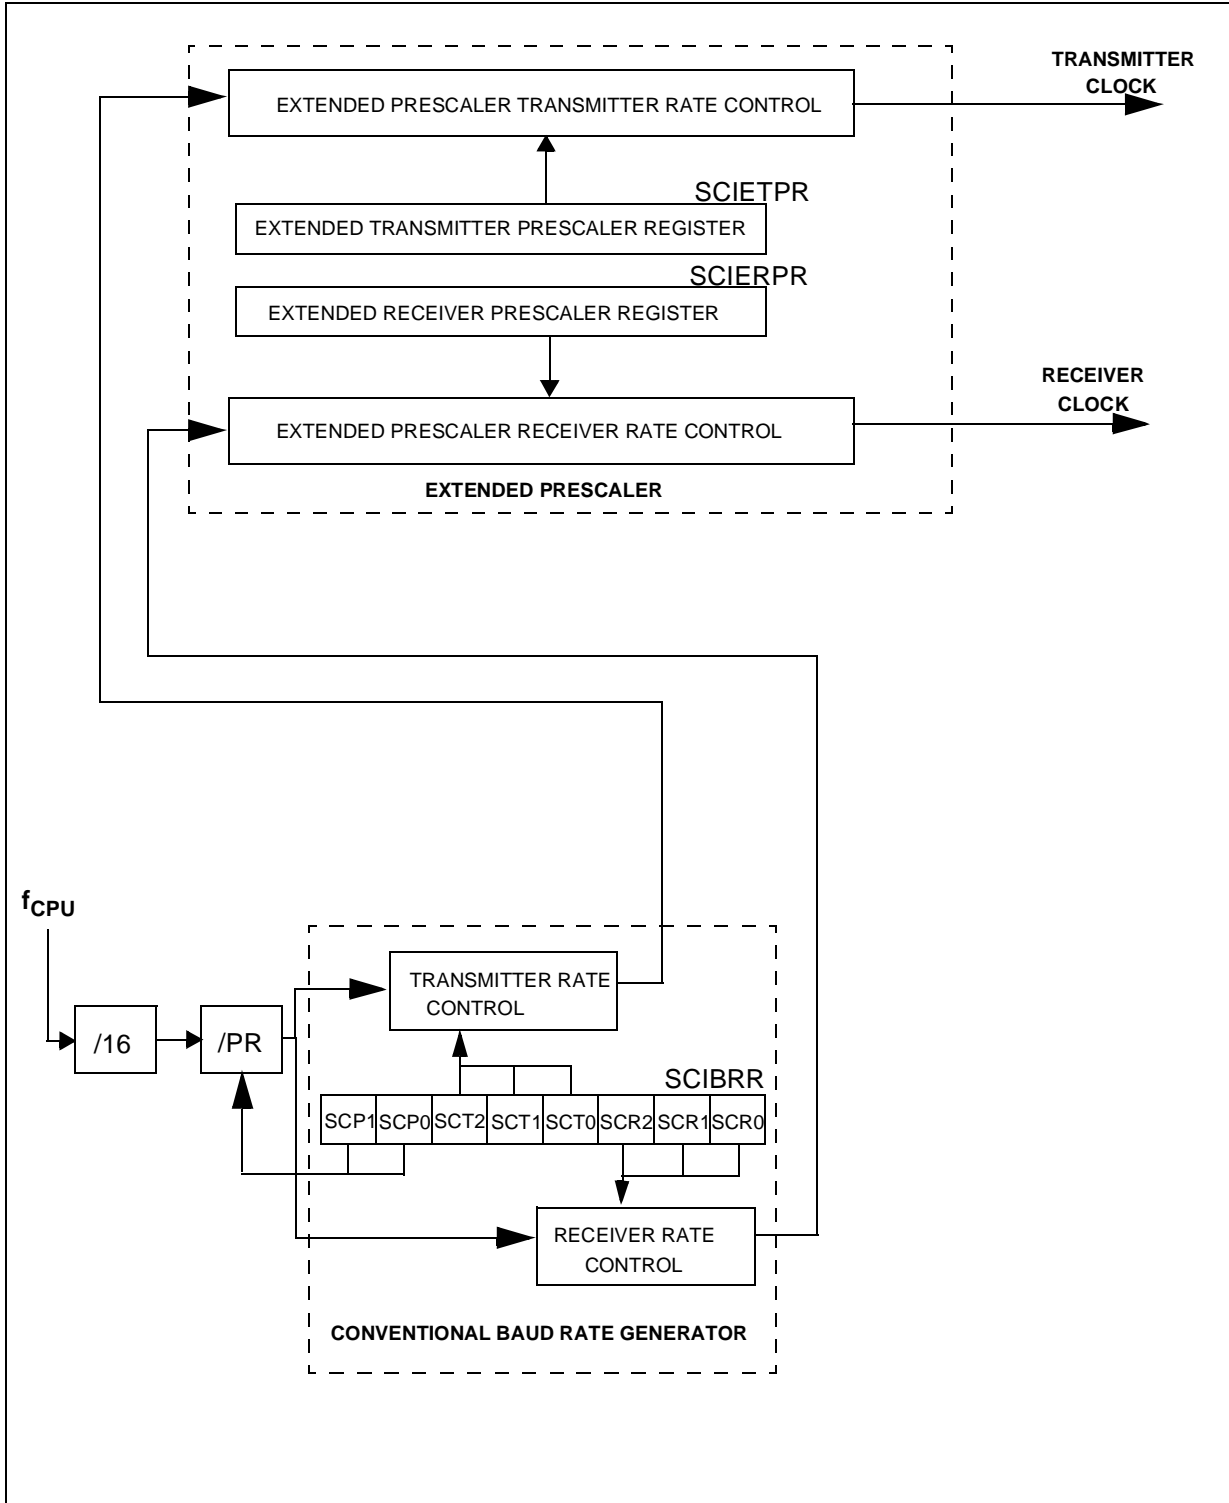 TRANSMITTER
CLOCK
EXTENDED PRESCALER TRANSMITTER RATE CONTROL
SCIETPR
EXTENDED TRANSMITTER PRESCALER REGISTER
SCIERPR
EXTENDED RECEIVER PRESCALER REGISTER
RECEIVER
CLOCK
EXTENDED PRESCALER RECEIVER RATE CONTROL
EXTENDED PRESCALER
fCPU
TRANSMITTER RATE
CONTROL
/16
/PR
SCIBRR
SCP1 SCP0 SCT2 SCT1 SCT0 SCR2 SCR1 SCR0
RECEIVER RATE
CONTROL
CONVENTIONAL BAUD RATE GENERATOR